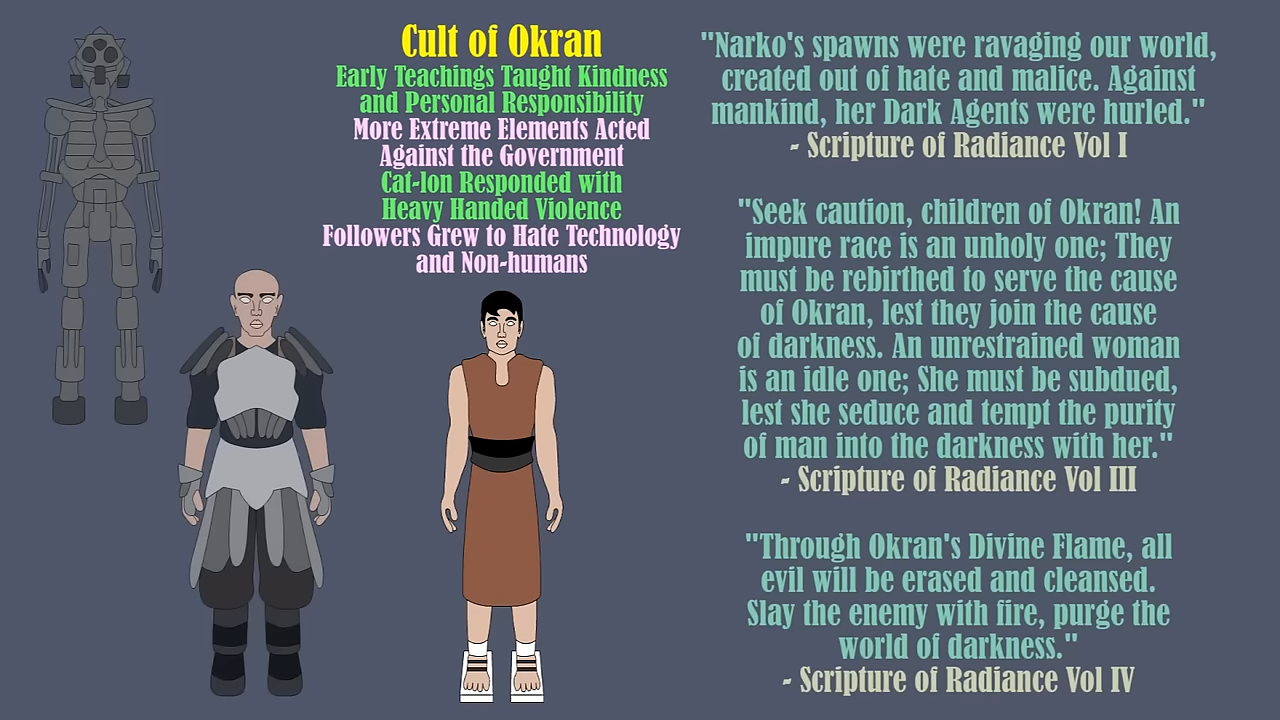 Cult of Okran
Early Teachings Taught Kindness
and Personal Responsibility
More Extreme Elements Acted
Against the Government
Cat-lon Responded with
Heavy Handed Violence
Followers Grew to Hate Technology
and Non-humans
"Narko's spawns were ravaging our world,
created out of hate and malice. Against
mankind, her Dark Agents were hurled."
- Scripture of Radiance Vol I
"Seek caution, children of Okran! An
impure race is an unholy one; They
must be rebirthed to serve the cause
of Okran, lest they join the cause
of darkness. An unrestrained woman
is an idle one; She must be subdued,
lest she seduce and tempt the purity
of man into the darkness with her."
- Scripture of Radiance Vol III
"Through Okran's Divine Flame, all
evil will be erased and cleansed.
Slay the enemy with fire, purge the
world of darkness."
- Scripture of Radiance Vol IV